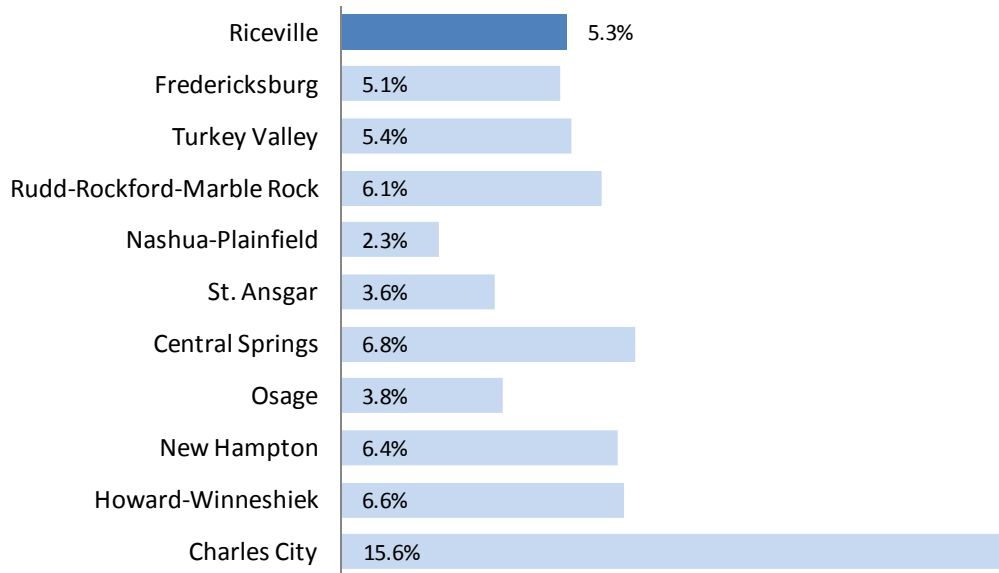 Riceville 5.3%
Fredericksburg 5.1%
Turkey Valley 5.4%
Rudd-Rockford-Marble Rock 6.1%
Nashua-Plainfield 2.3%
St. Ansgar 3.6%
Central Springs 6.8%
Osage 3.8%
New Hampton 6.4%
Howard-Winneshiek 6.6%
Charles City 15.6%